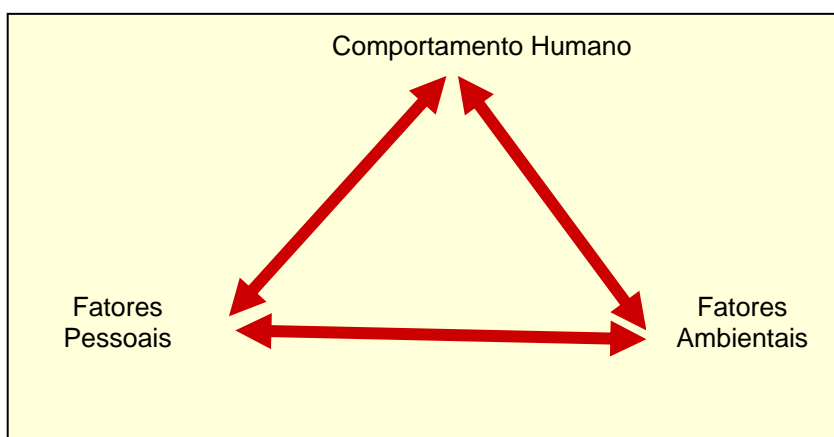 Comportamento Humano
Fatores
Pessoais
Fatores
Ambientais